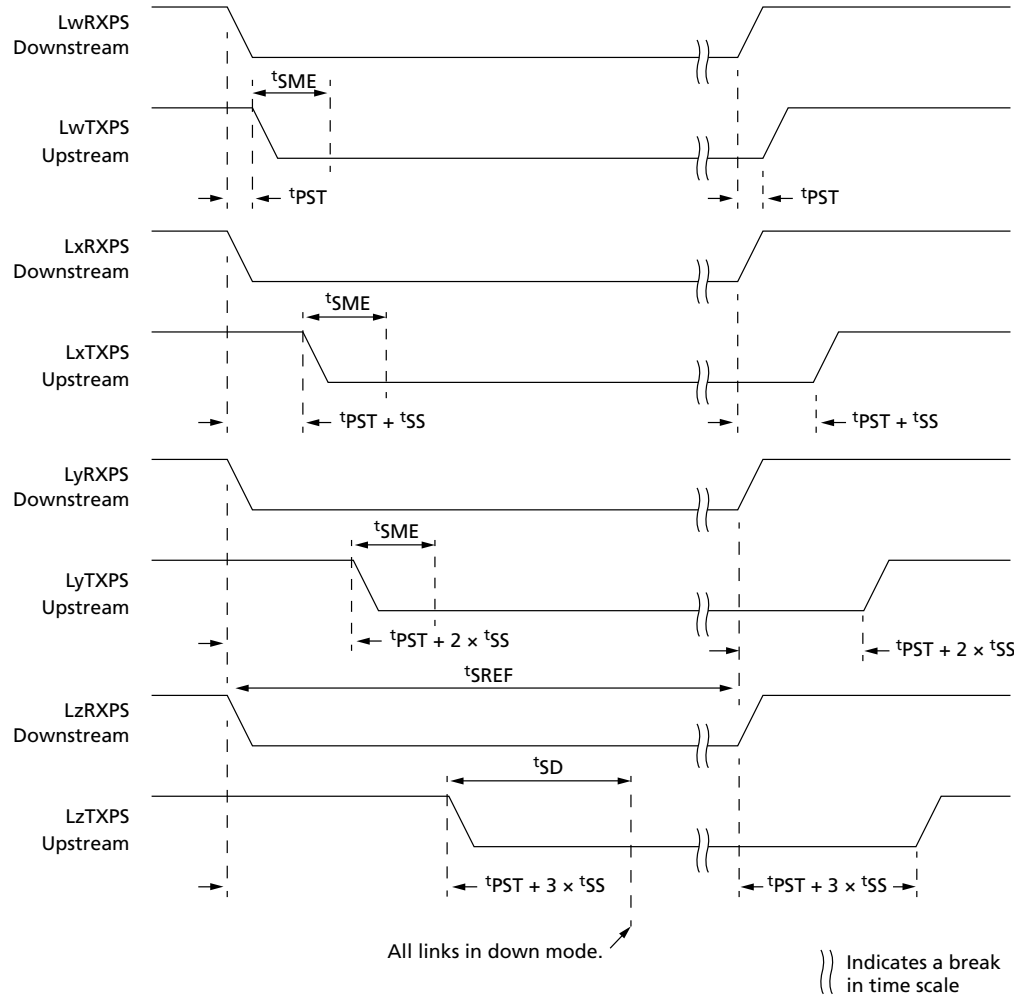 LwRXPS
Downstream
tSME
LwTXPS
Upstream
tPST
tPST
LxRXPS
Downstream
tSME
LxTXPS
Upstream
tPST + tSS
tPST + tSS
LyRXPS
Downstream
tSME
LyTXPS
Upstream
tPST + 2 × tSS
tPST + 2 × tSS
tSREF
LzRXPS
Downstream
tSD
LzTXPS
Upstream
tPST + 3 × tSS
tPST + 3 × tSS
All links in down mode.
Indicates a break
in time scale